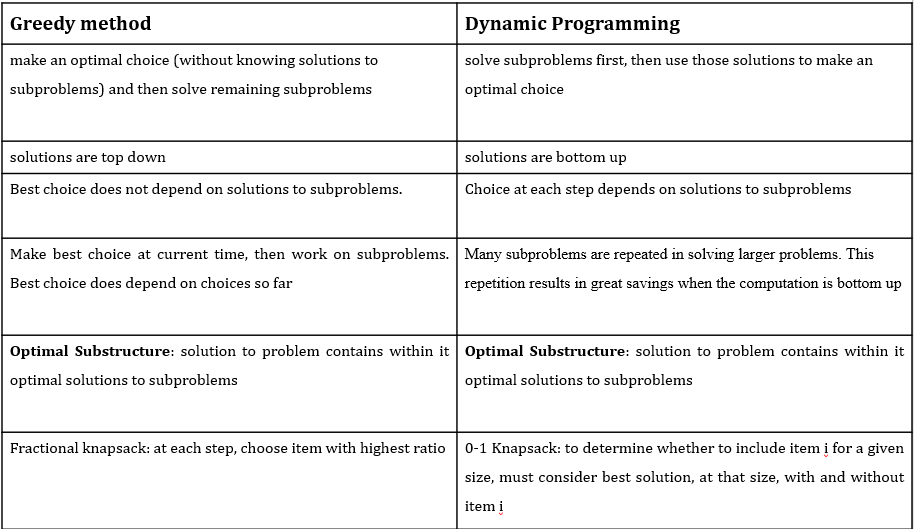 Greedy method
Dynamic Programming
make an optimal choice (without knowing solutions to
subproblems) and then solve remaining subproblems
solve subproblems first, then use those solutions to make an
optimal choice
solutions are top down
solutions are bottom up
Best choice does not depend on solutions to subproblems.
Choice at each step depends on solutions to subproblems
Make best choice at current time, then work on subproblems.
Best choice does depend on choices so far
Many subproblems are repeated in solving larger problems. This
repetition results in great savings when the computation is bottom up
Optimal Substructure: solution to problem contains within it
optimal solutions to subproblems
Optimal Substructure: solution to problem contains within it
optimal solutions to subproblems
Fractional knapsack: at each step, choose item with highest ratio
0-1 Knapsack: to determine whether to include item i for a given
size, must consider best solution, at that size, with and without
item i